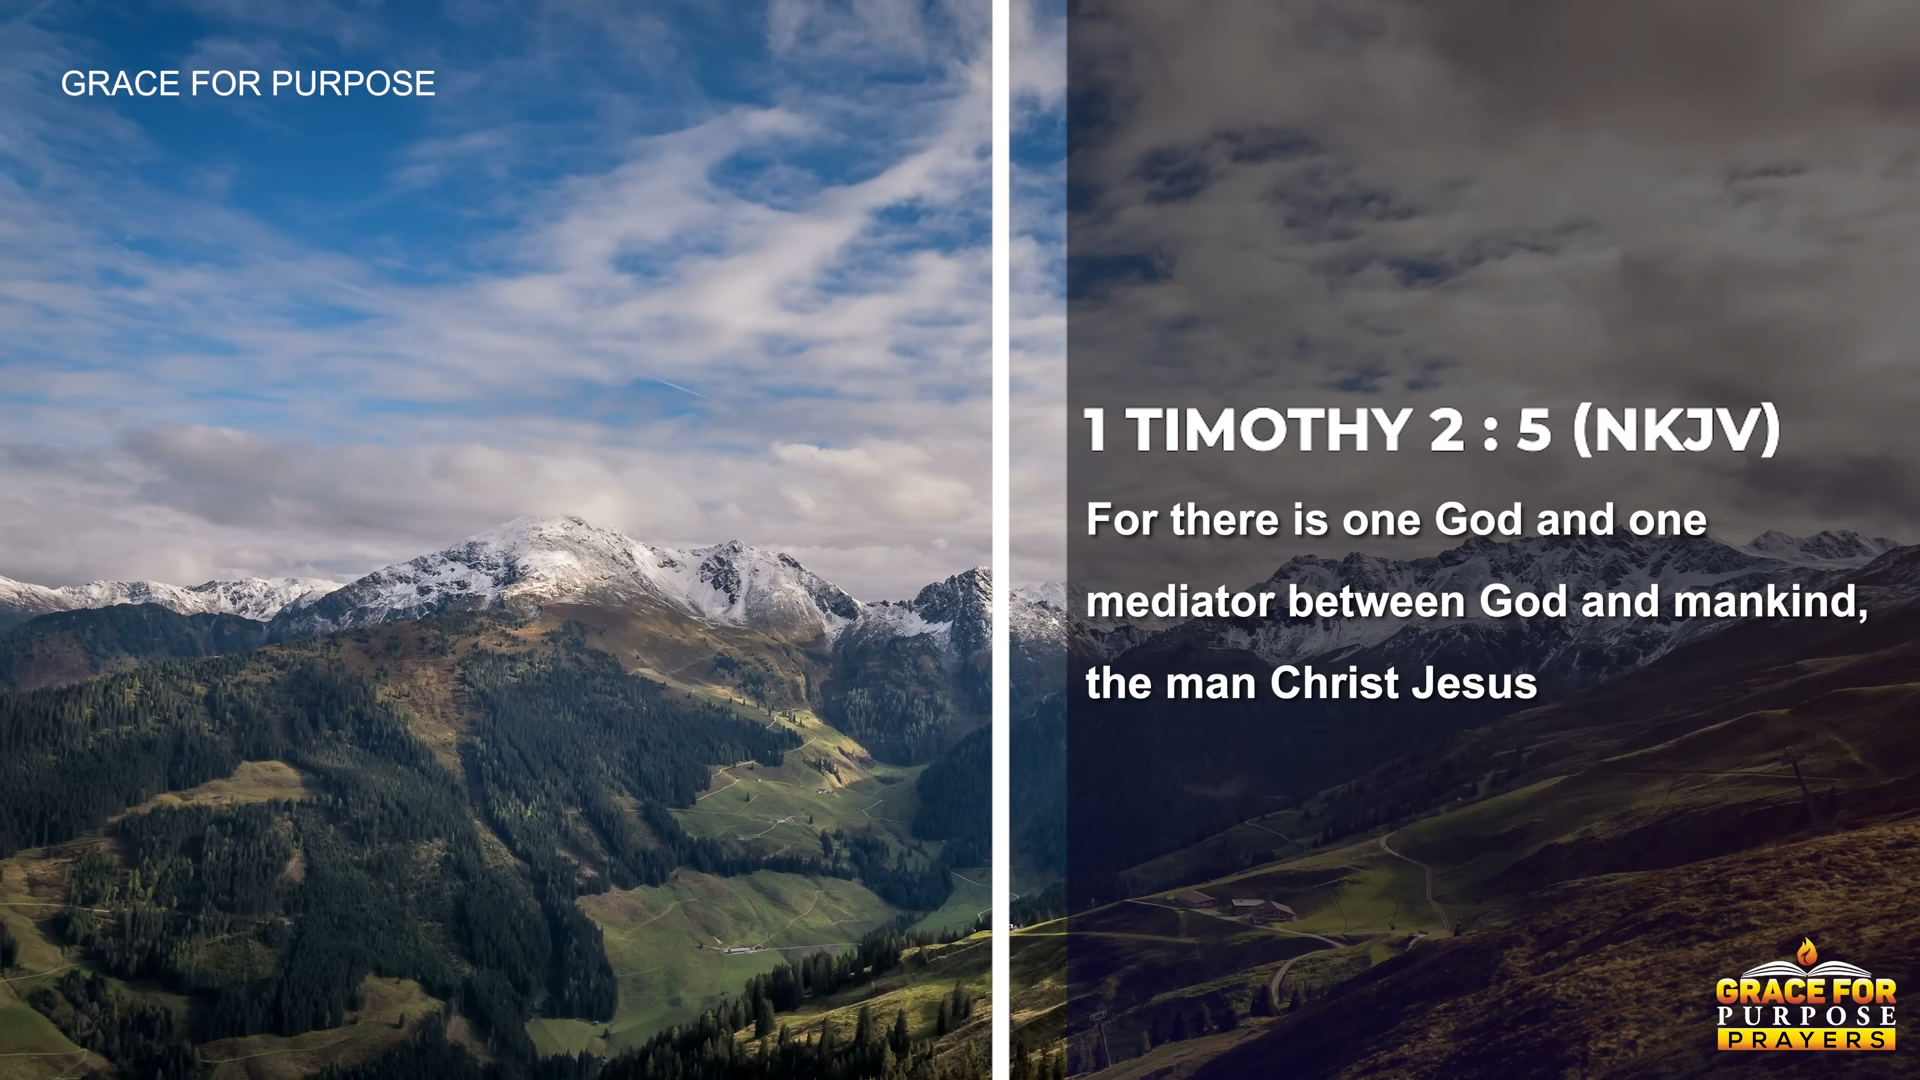 GRACE FOR PURPOSE
1 TIMOTHY 2 : 5 (NKJV)
For there is one God and one
mediator between God and mankind,
the man Christ Jesus
GRACE FOR
PURPOSE
PRAYERS